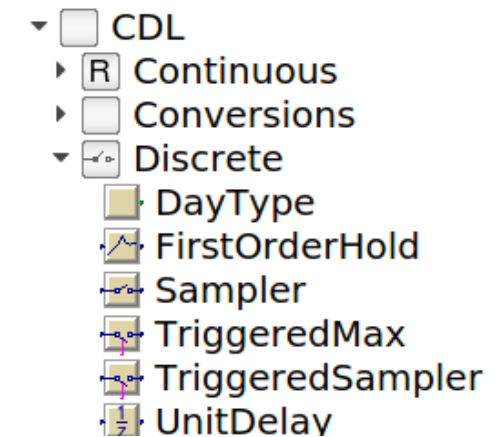 CDL
R Continuous
Conversions
Discrete
DayType
FirstOrderHold
Sampler
TriggeredMax
TriggeredSampler
1/z UnitDelay